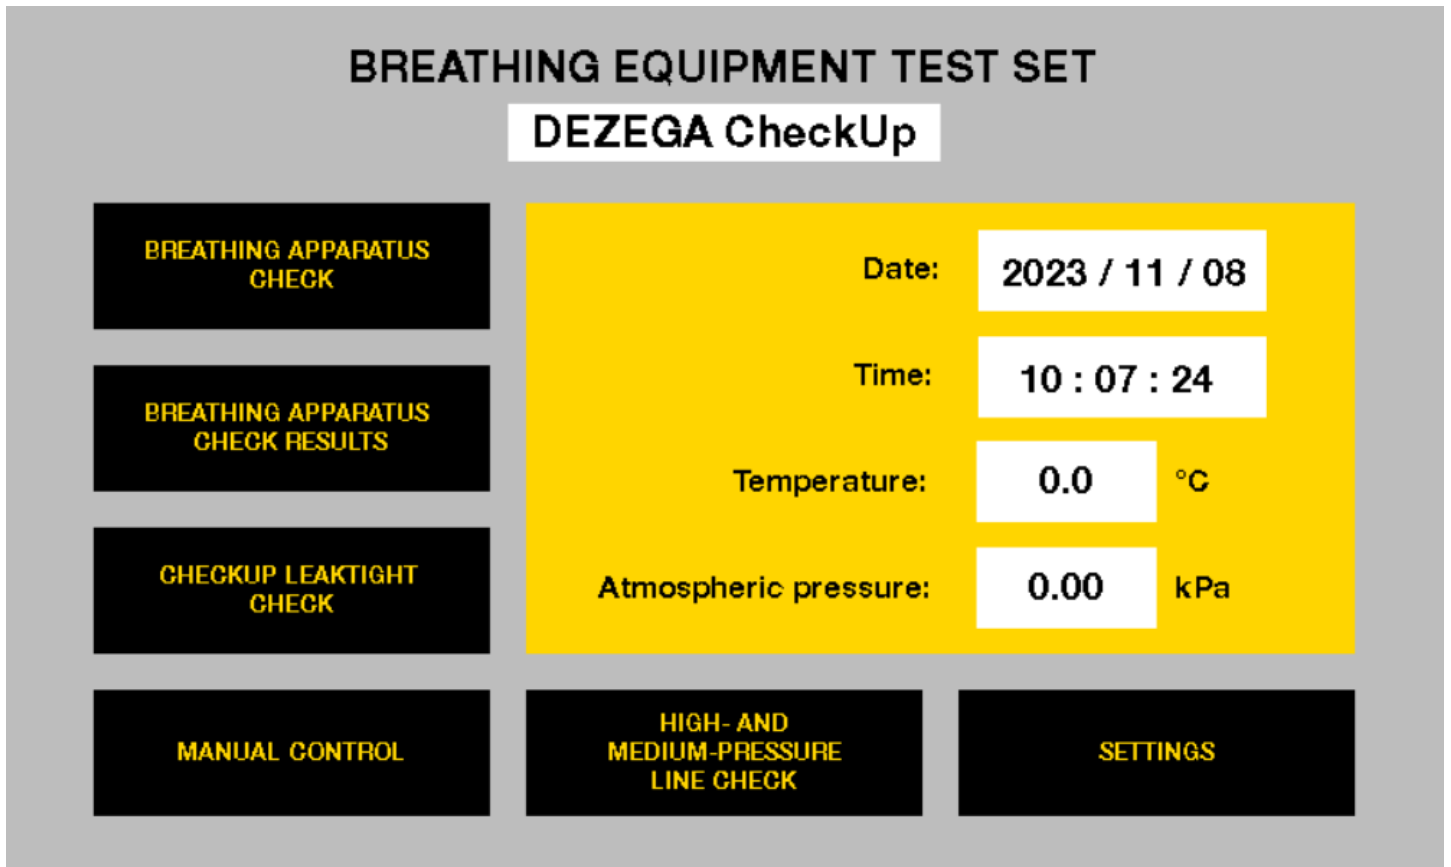 BREATHING EQUIPMENT TEST SET
DEZEGA CheckUp
BREATHING APPARATUS
CHECK
Date: 2023 / 11 / 08
Time: 10 : 07 : 24
BREATHING APPARATUS
CHECK RESULTS
Temperature: 0.0 °C
CHECKUP LEAKTIGHT
CHECK
Atmospheric pressure: 0.00 kPa
MANUAL CONTROL
HIGH- AND
MEDIUM-PRESSURE
LINE CHECK
SETTINGS